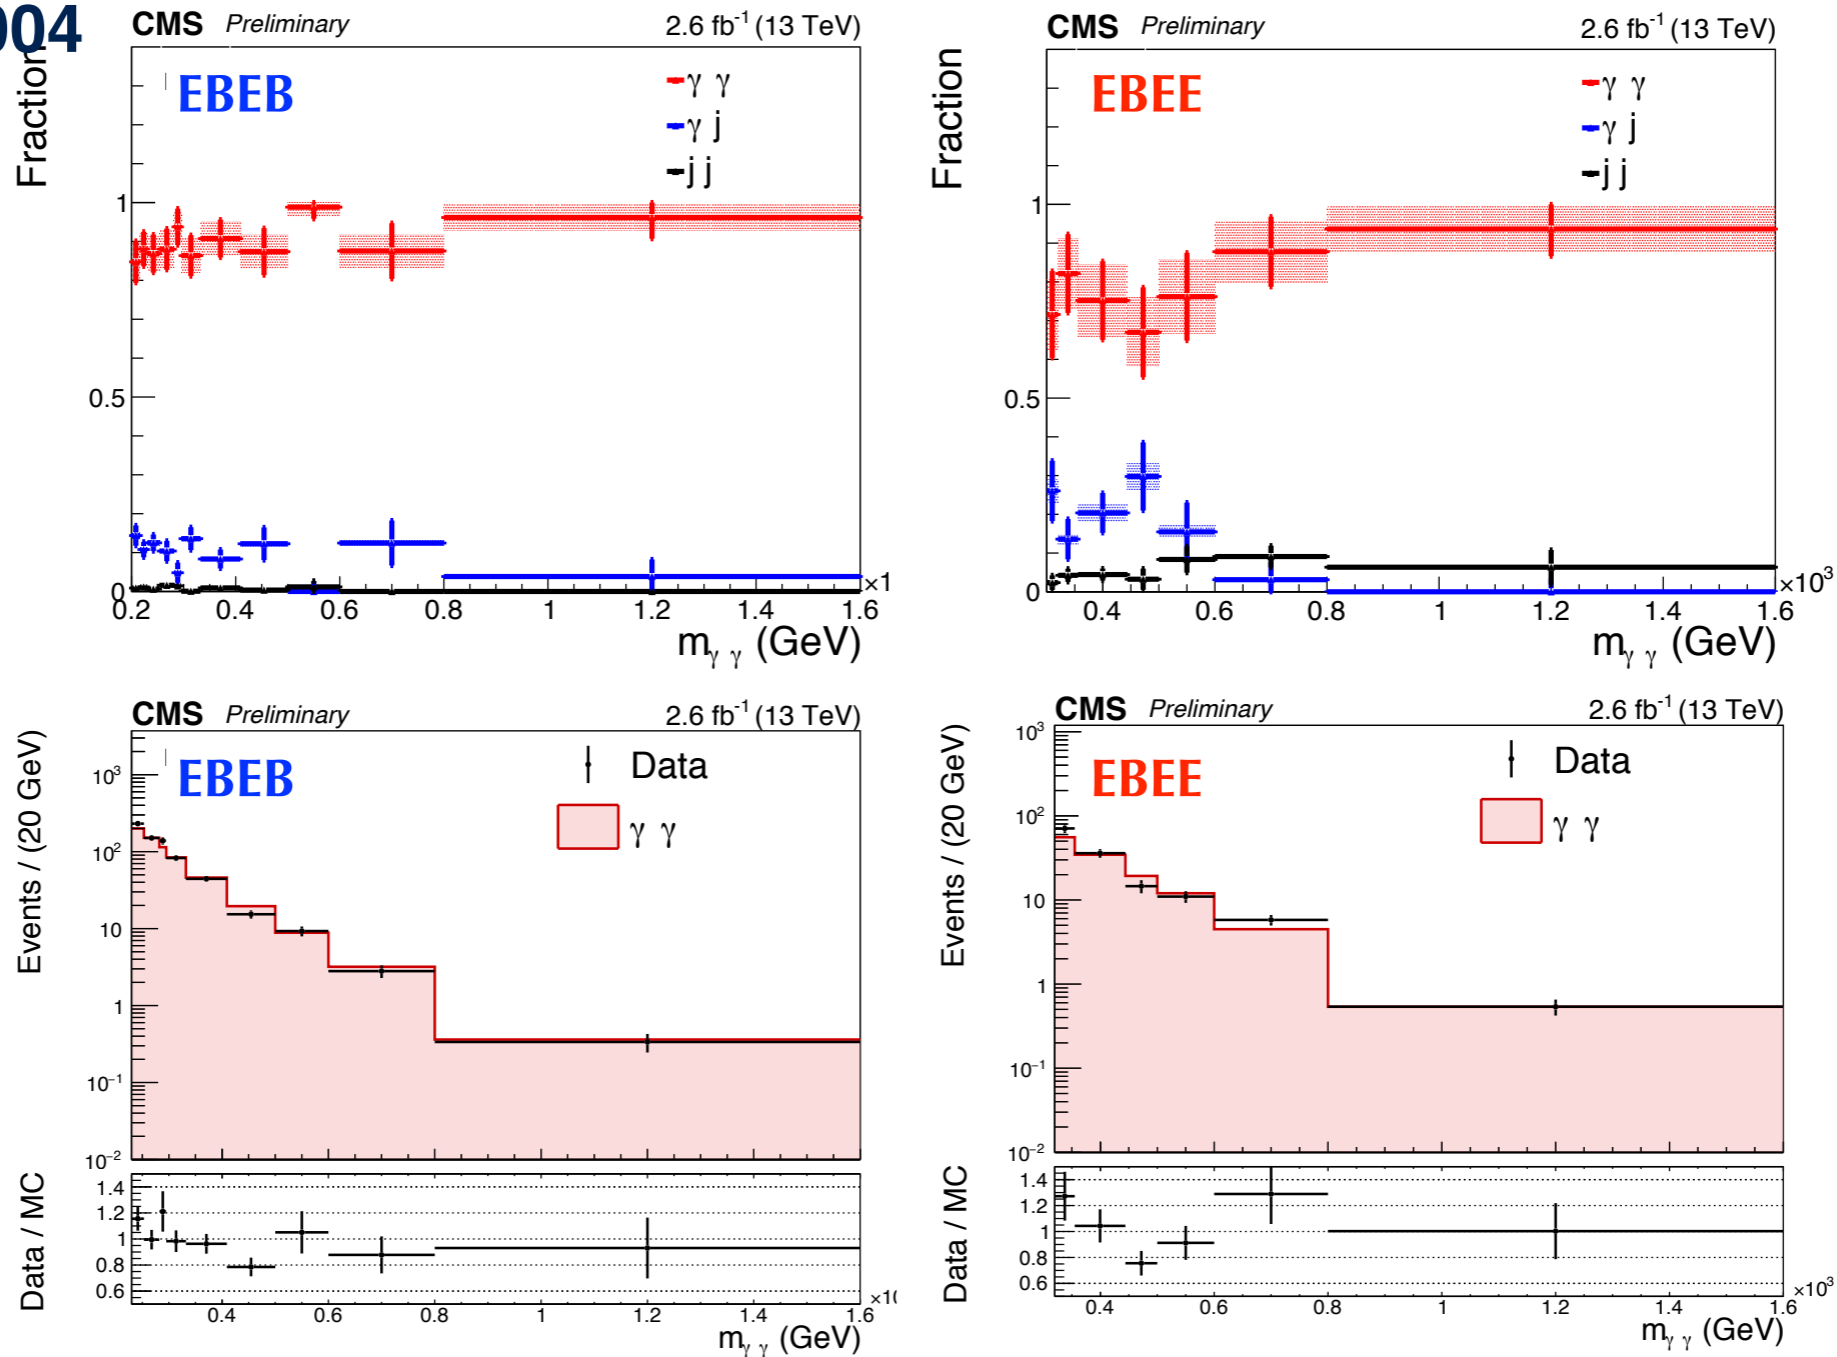 004
CMS Preliminary 2.6 fb⁻¹ (13 TeV)
EBEB
γ γ
γ j
j j
Fraction
1
0.5
0
0.2 0.4 0.6 0.8 1 1.2 1.4 1.6
×1
m γ γ (GeV)
CMS Preliminary 2.6 fb⁻¹ (13 TeV)
EBEE
γ γ
γ j
j j
Fraction
1
0.5
0
0.4 0.6 0.8 1 1.2 1.4 1.6
×10³
m γ γ (GeV)
CMS Preliminary 2.6 fb⁻¹ (13 TeV)
EBEB
Data
γ γ
Events / (20 GeV)
10³
10²
10
1
10⁻¹
10⁻²
Data / MC
1.4
1.2
1
0.8
0.6
0.4 0.6 0.8 1 1.2 1.4 1.6
×10
m γ γ (GeV)
CMS Preliminary 2.6 fb⁻¹ (13 TeV)
EBEE
Data
γ γ
Events / (20 GeV)
10³
10²
10
1
10⁻¹
10⁻²
Data / MC
1.4
1.2
1
0.8
0.6
0.4 0.6 0.8 1 1.2 1.4 1.6
×10³
m γ γ (GeV)